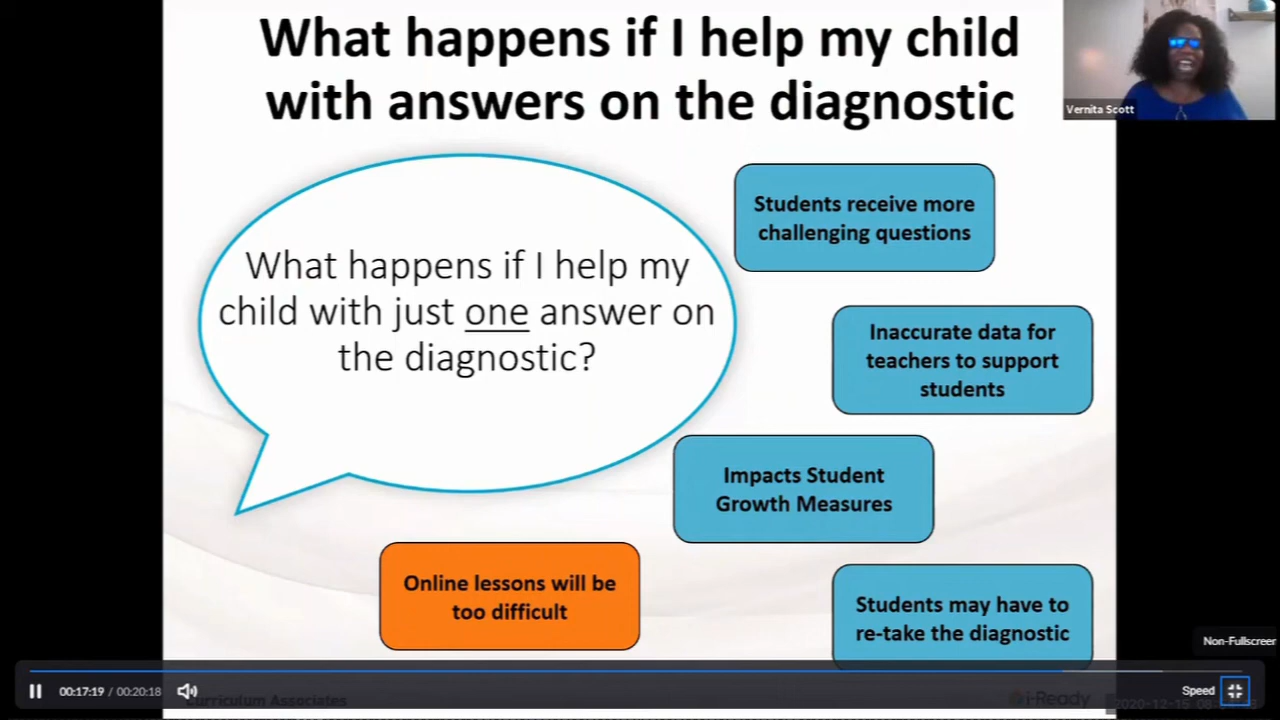 What happens if I help my child
with answers on the diagnostic
Vernita Scott
Students receive more
challenging questions
What happens if I help my
child with just one answer on
the diagnostic?
Inaccurate data for
teachers to support
students
Impacts Student
Growth Measures
Online lessons will be
too difficult
Students may have to
re-take the diagnostic
Non-Fullscreen
00:17:19 / 00:20:18
Speed
Curriculum Associates
i-Ready